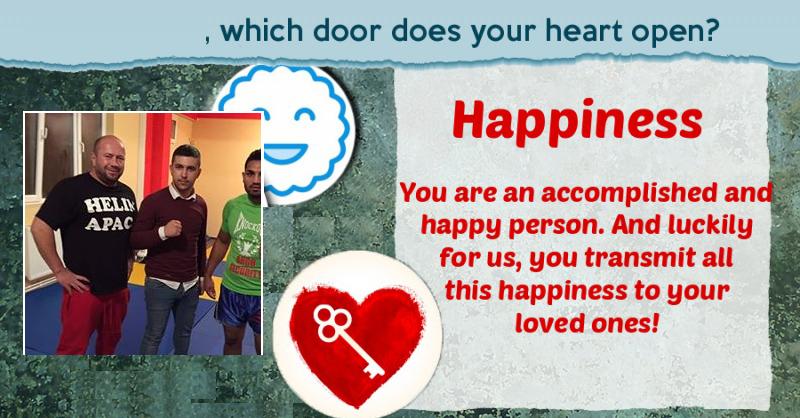 , which door does your heart open?
Happiness
You are an accomplished and
happy person. And luckily
for us, you transmit all
this happiness to your
loved ones!
APAC